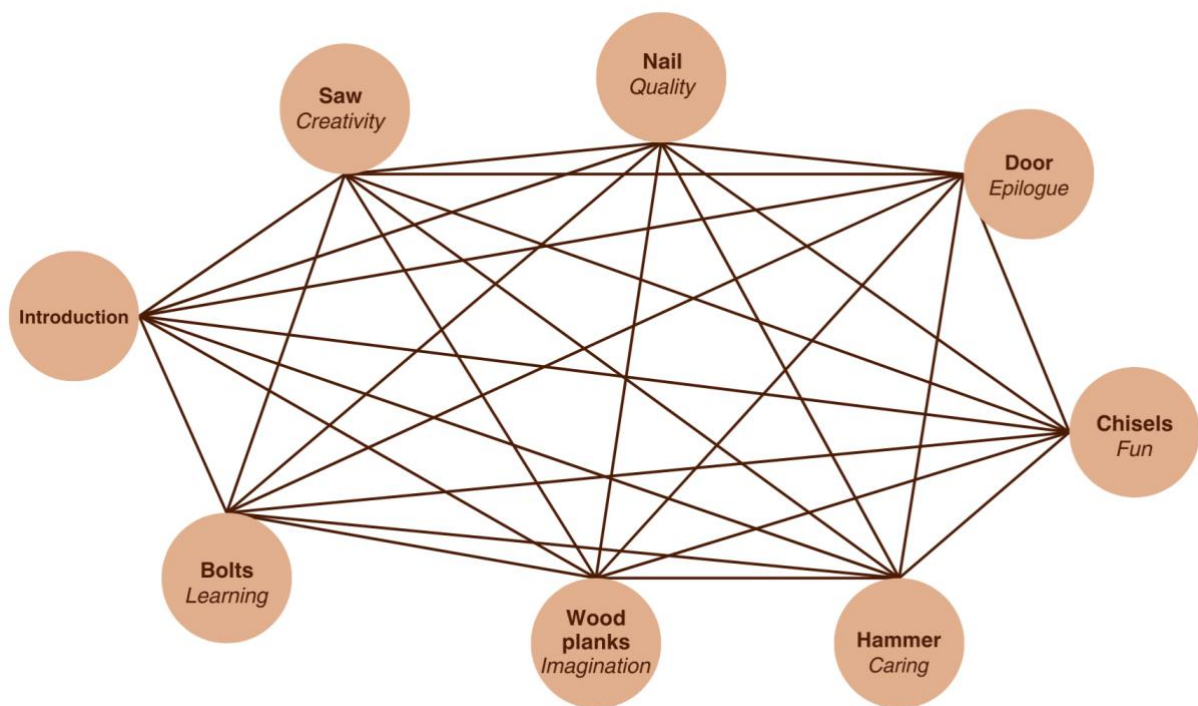 Nail
Quality
Saw
Creativity
Door
Epilogue
Introduction
Chisels
Fun
Bolts
Learning
Wood
planks
Imagination
Hammer
Caring